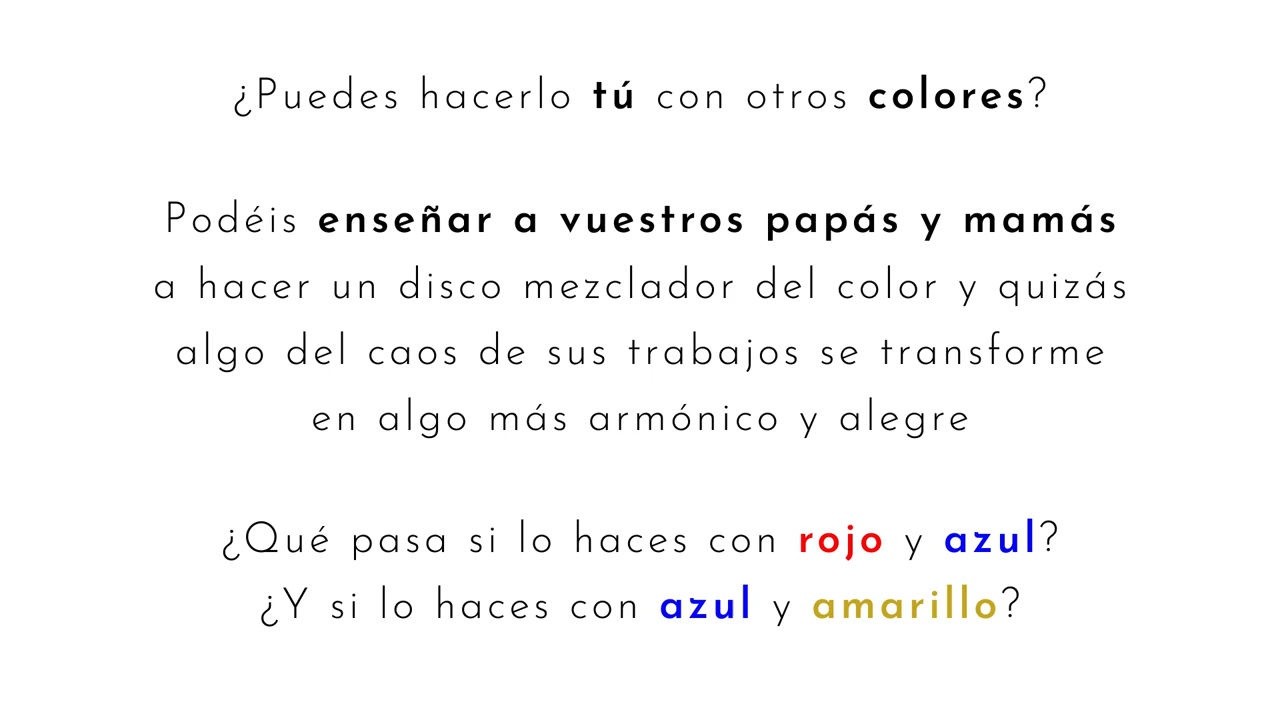 ¿Puedes hacerlo tú con otros colores?
Podéis enseñar a vuestros papás y mamás
a hacer un disco mezclador del color y quizás
algo del caos de sus trabajos se transforme
en algo más armónico y alegre
¿Qué pasa si lo haces con rojo y azul?
¿Y si lo haces con azul y amarillo?